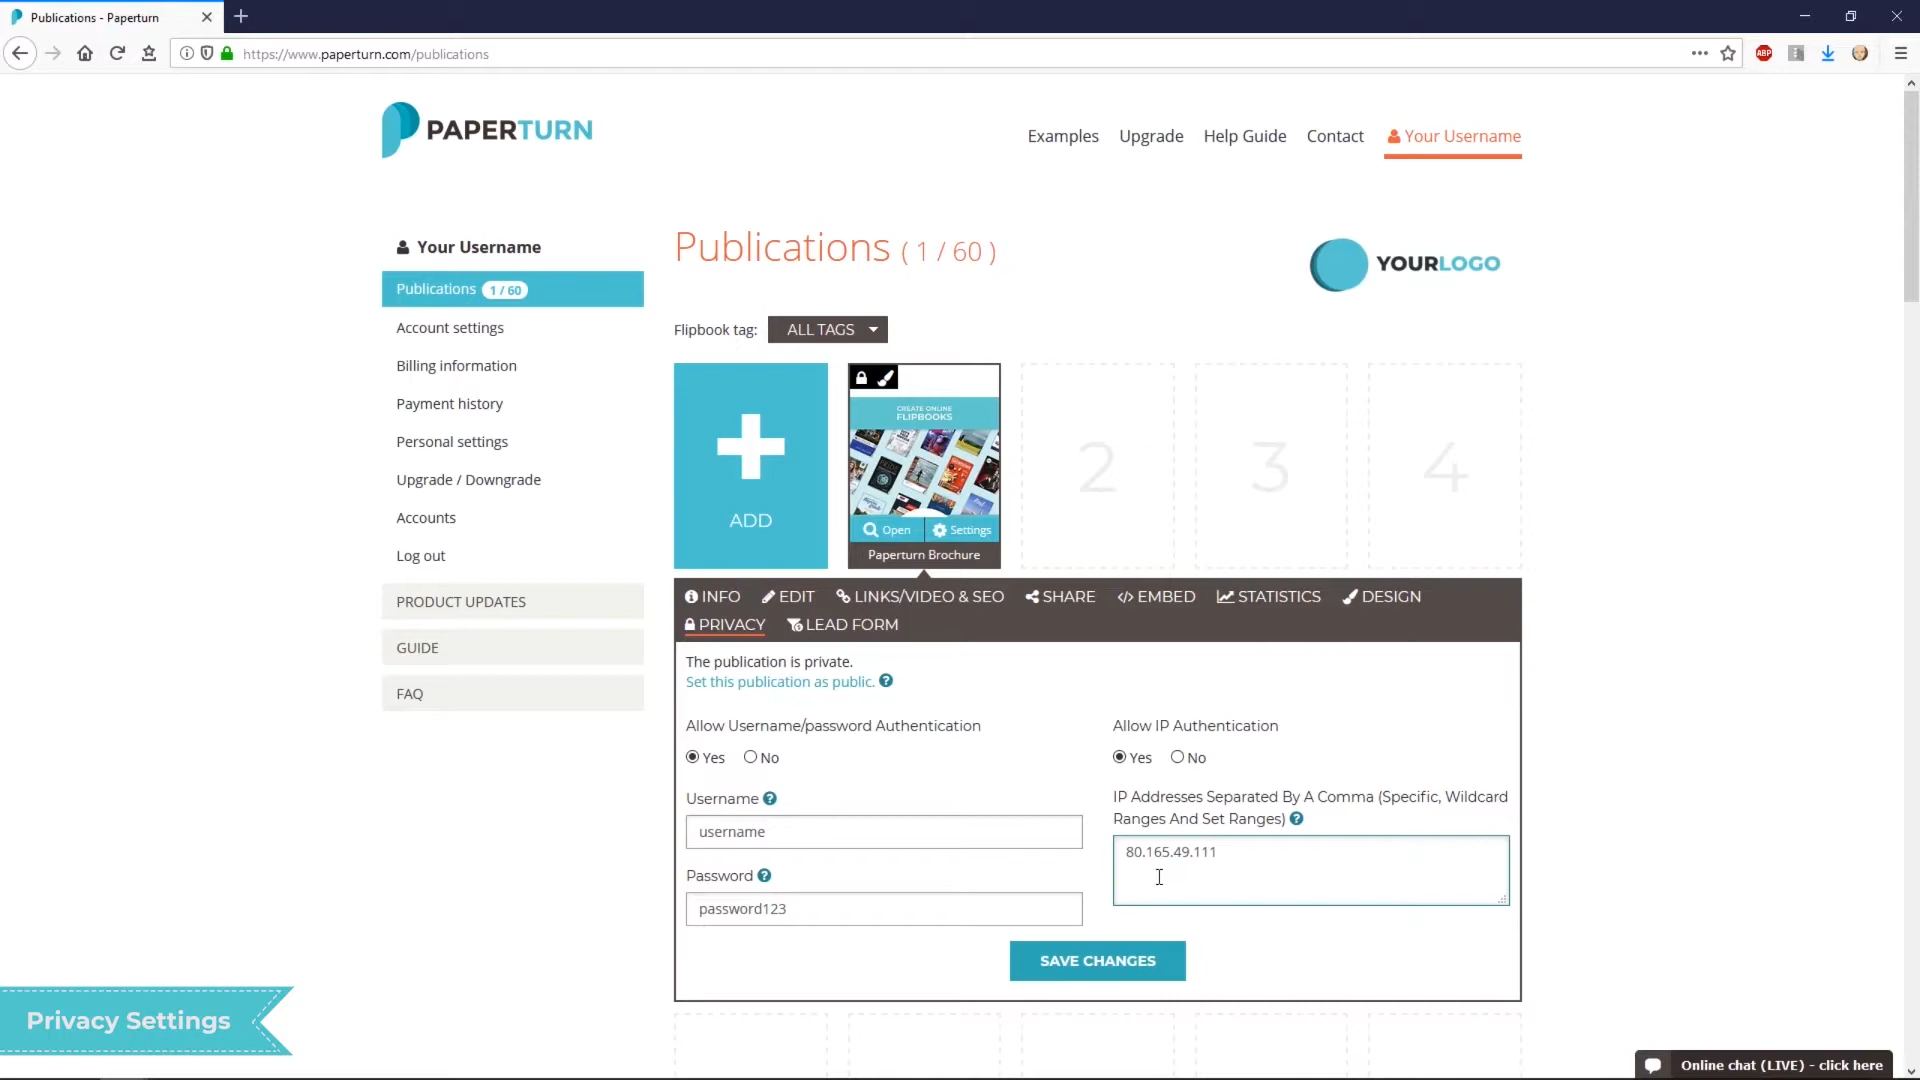 Publications - Paperturn
https://www.paperturn.com/publications
ABP
PAPERTURN
Examples Upgrade Help Guide Contact Your Username
Your Username
Publications 1 / 60
Account settings
Billing information
Payment history
Personal settings
Upgrade / Downgrade
Accounts
Log out
PRODUCT UPDATES
GUIDE
FAQ
Publications ( 1 / 60 )
YOURLOGO
Flipbook tag: ALL TAGS
ADD
CREATE ONLINE
FLIPBOOKS
Open Settings
Paperturn Brochure
2
3
4
INFO EDIT LINKS/VIDEO & SEO SHARE EMBED STATISTICS DESIGN
PRIVACY LEAD FORM
The publication is private.
Set this publication as public. ?
Allow Username/password Authentication
Yes No
Username ?
username
Password ?
password123
Allow IP Authentication
Yes No
IP Addresses Separated By A Comma (Specific, Wildcard
Ranges And Set Ranges) ?
80.165.49.111
SAVE CHANGES
Privacy Settings
Online chat (LIVE) - click here